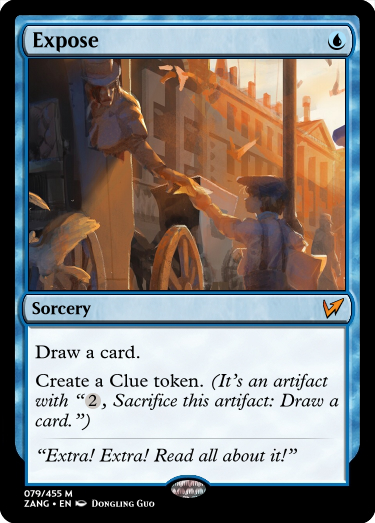 Expose
Sorcery
Draw a card.
Create a Clue token. (It's an artifact
with “2, Sacrifice this artifact: Draw a
card.”)
“Extra! Extra! Read all about it!”
079/455 M
ZANG • EN Dongling Guo